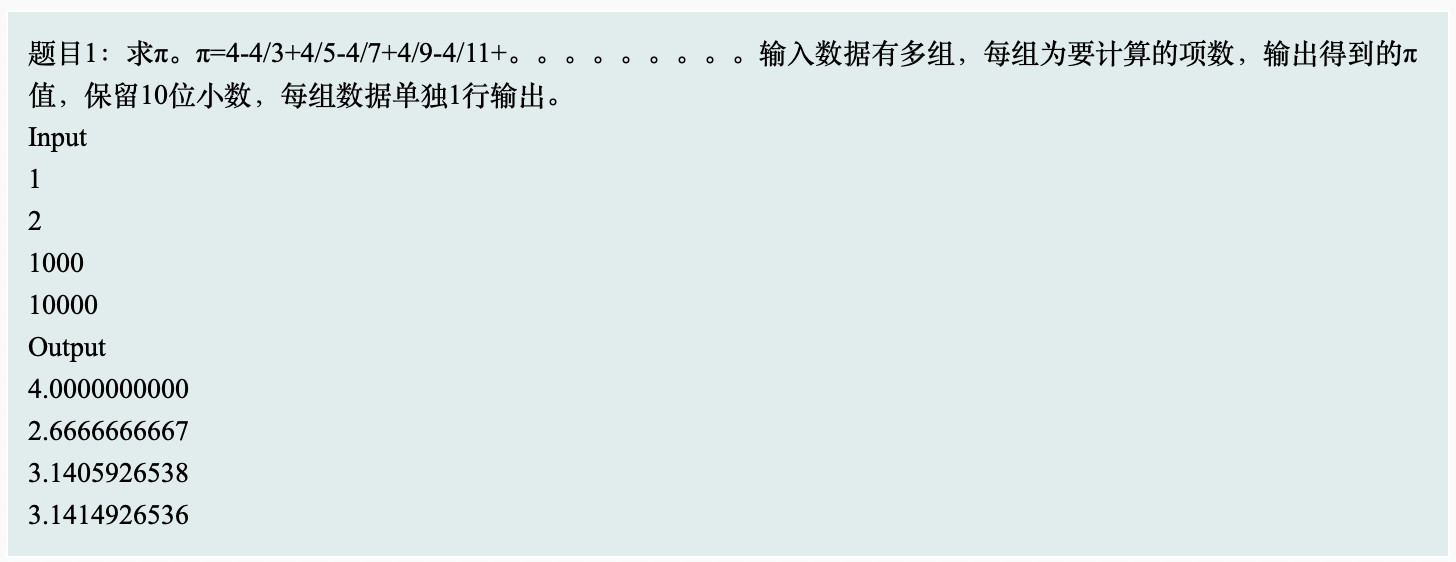 题目1：求π。π=4-4/3+4/5-4/7+4/9-4/11+。。。。。。。。。输入数据有多组，每组为要计算的项数，输出得到的π
值，保留10位小数，每组数据单独1行输出。
Input
1
2
1000
10000
Output
4.0000000000
2.6666666667
3.1405926538
3.1414926536